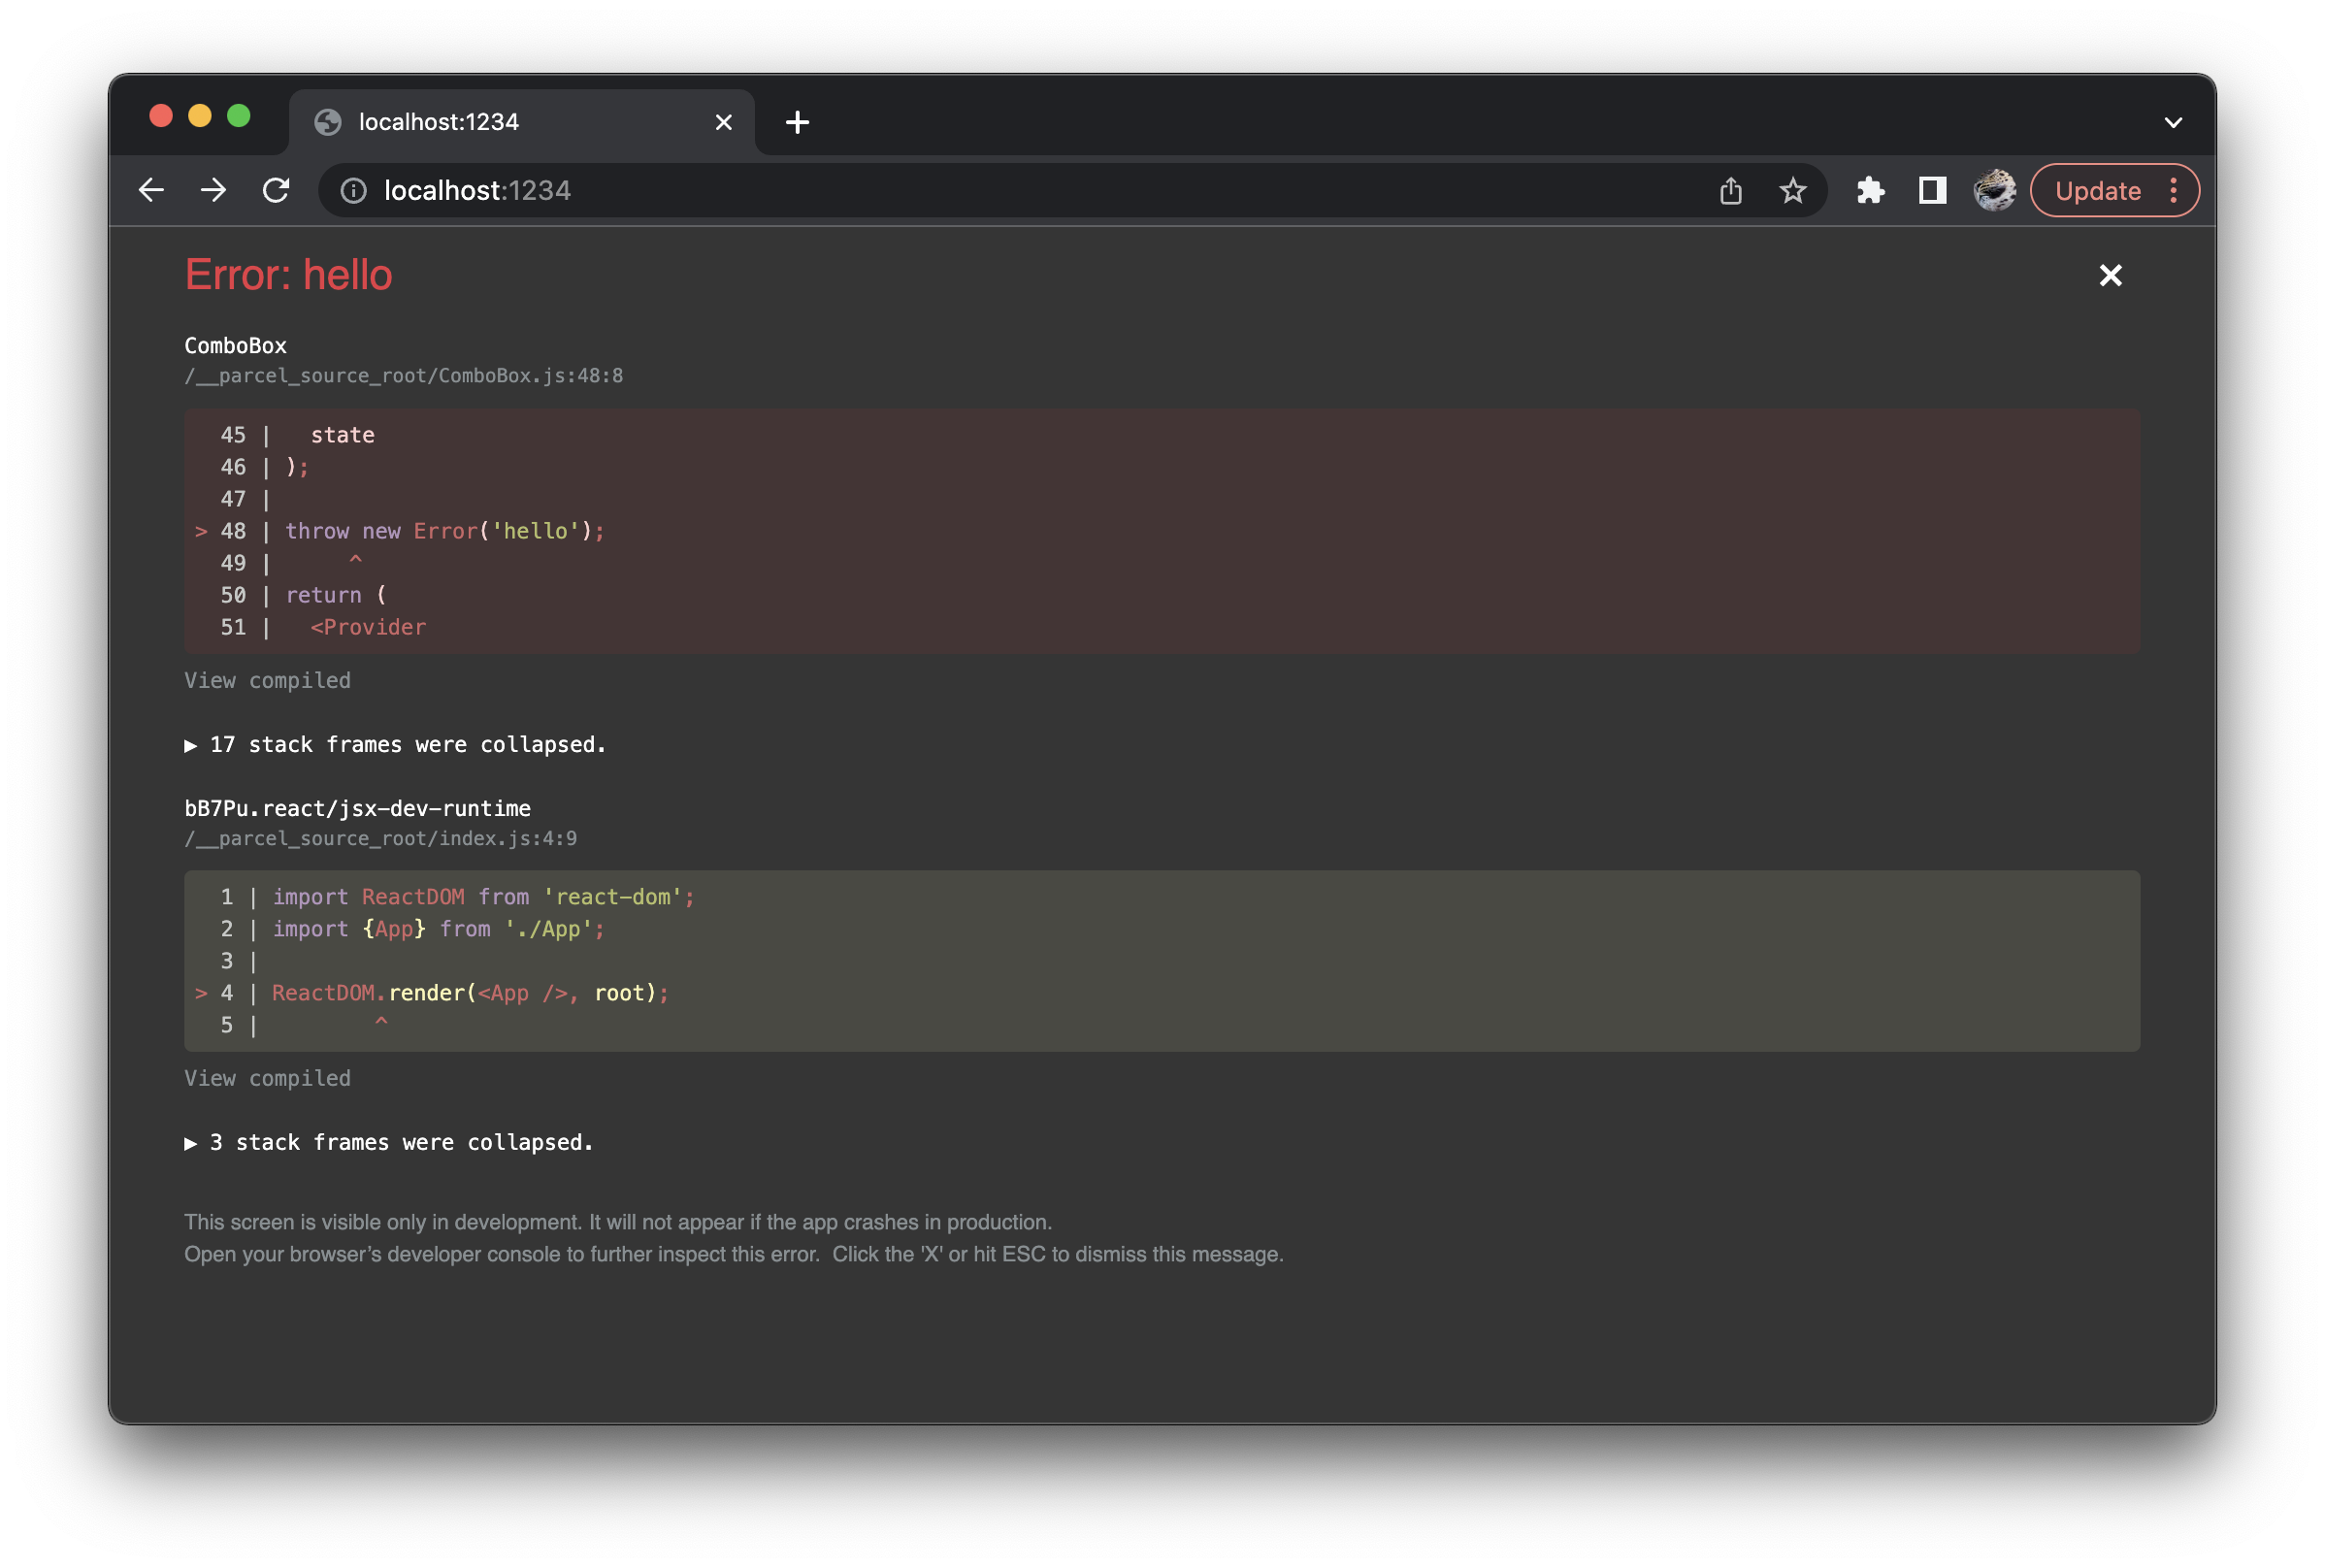 localhost:1234
localhost:1234
Update
Error: hello
ComboBox
/__parcel_source_root/ComboBox.js:48:8
  45 |   state
  46 | );
  47 |
> 48 | throw new Error('hello');
  49 |      ^
  50 | return (
  51 |   <Provider
View compiled
▶ 17 stack frames were collapsed.
bB7Pu.react/jsx-dev-runtime
/__parcel_source_root/index.js:4:9
  1 | import ReactDOM from 'react-dom';
  2 | import {App} from './App';
  3 |
> 4 | ReactDOM.render(<App />, root);
  5 |         ^
View compiled
▶ 3 stack frames were collapsed.
This screen is visible only in development. It will not appear if the app crashes in production.
Open your browser’s developer console to further inspect this error.  Click the 'X' or hit ESC to dismiss this message.